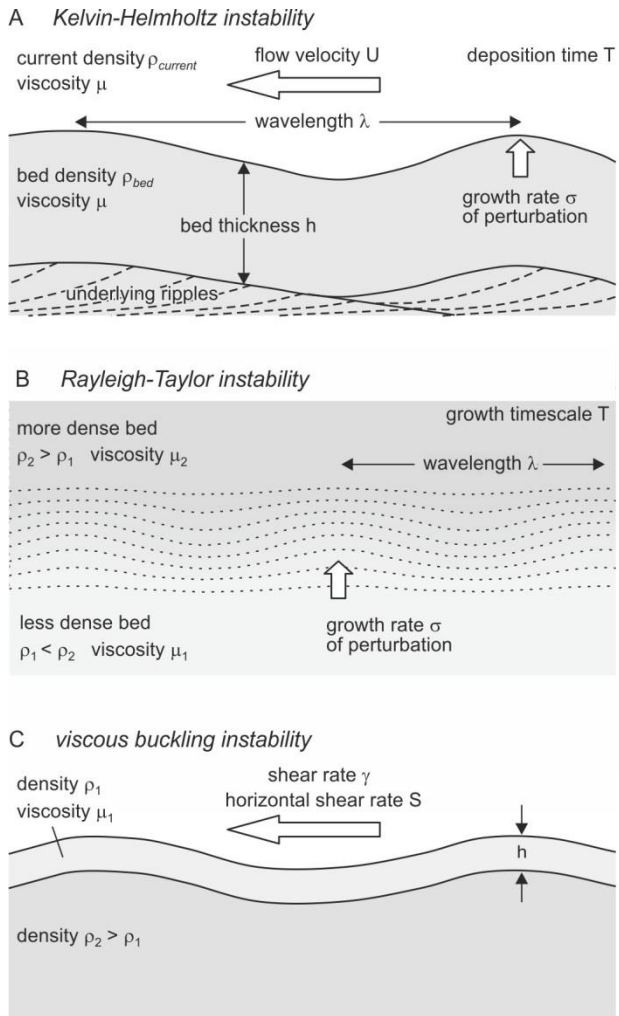 A Kelvin-Helmholtz instability
current density ρcurrent
viscosity μ
flow velocity U
deposition time T
wavelength λ
bed density ρbed
viscosity μ
bed thickness h
growth rate σ
of perturbation
underlying ripples
B Rayleigh-Taylor instability
more dense bed
ρ2 > ρ1 viscosity μ2
growth timescale T
wavelength λ
less dense bed
ρ1 < ρ2 viscosity μ1
growth rate σ
of perturbation
C viscous buckling instability
density ρ1
viscosity μ1
shear rate γ
horizontal shear rate S
h
density ρ2 > ρ1